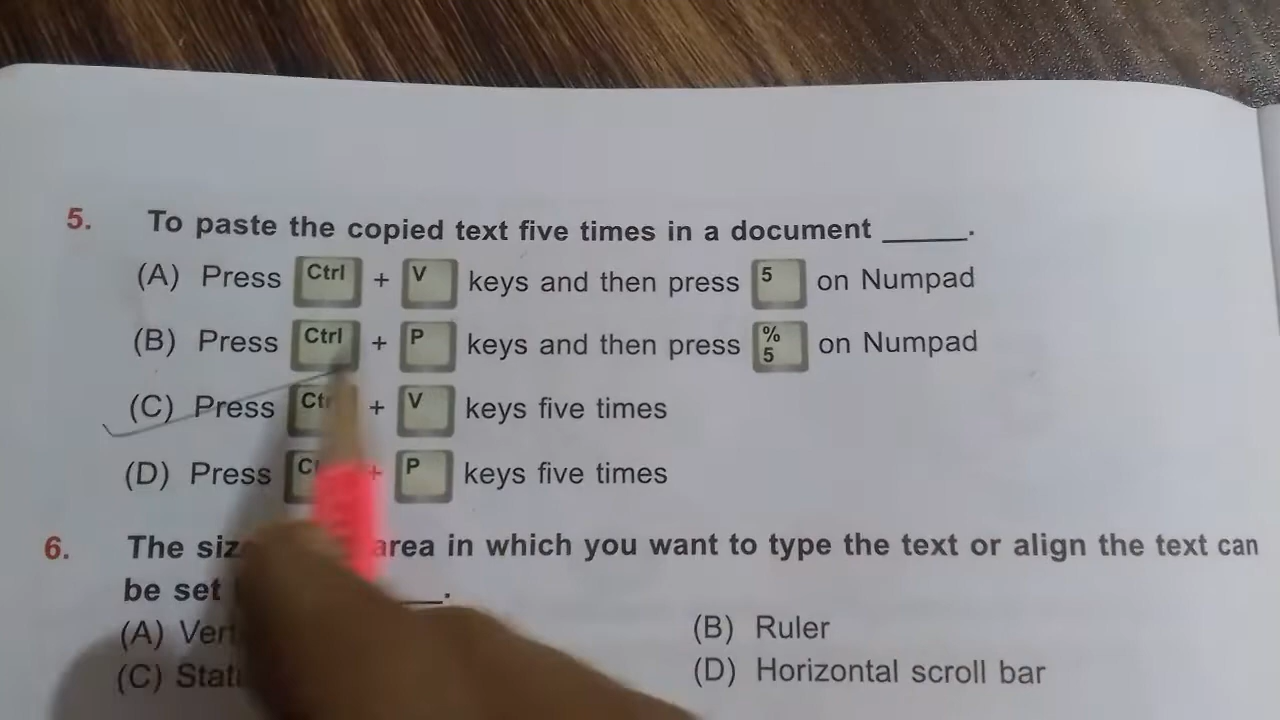 5. To paste the copied text five times in a document _____.
(A) Press Ctrl + V keys and then press 5 on Numpad
(B) Press Ctrl + P keys and then press % 5 on Numpad
(C) Press + V keys five times
(D) Press + P keys five times
6. The area in which you want to type the text or align the text can
be set ____.
(A) (B) Ruler
(C) (D) Horizontal scroll bar